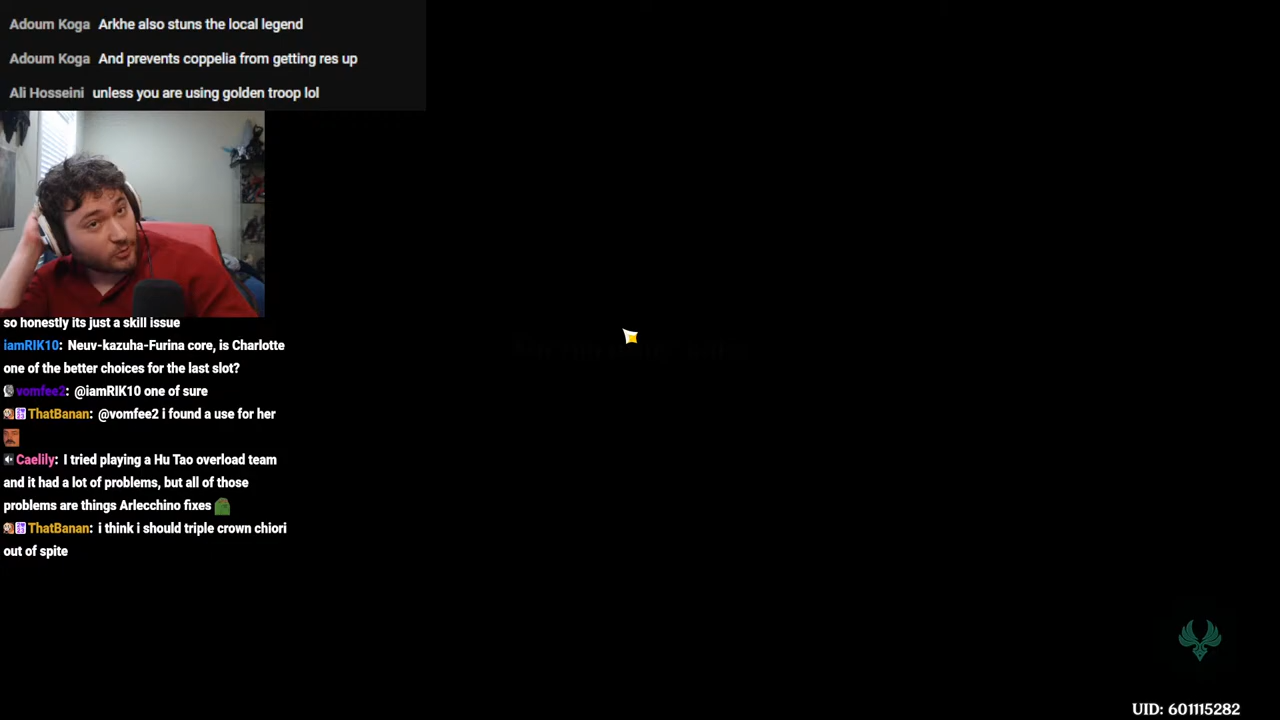 Adoum Koga Arkhe also stuns the local legend
Adoum Koga And prevents coppelia from getting res up
Ali Hosseini unless you are using golden troop lol
so honestly its just a skill issue
iamRIK10: Neuv-kazuha-Furina core, is Charlotte
one of the better choices for the last slot?
vomfee2: @iamRIK10 one of sure
ThatBanan: @vomfee2 i found a use for her
Caelily: I tried playing a Hu Tao overload team
and it had a lot of problems, but all of those
problems are things Arlecchino fixes
ThatBanan: i think i should triple crown chiori
out of spite
UID: 601115282